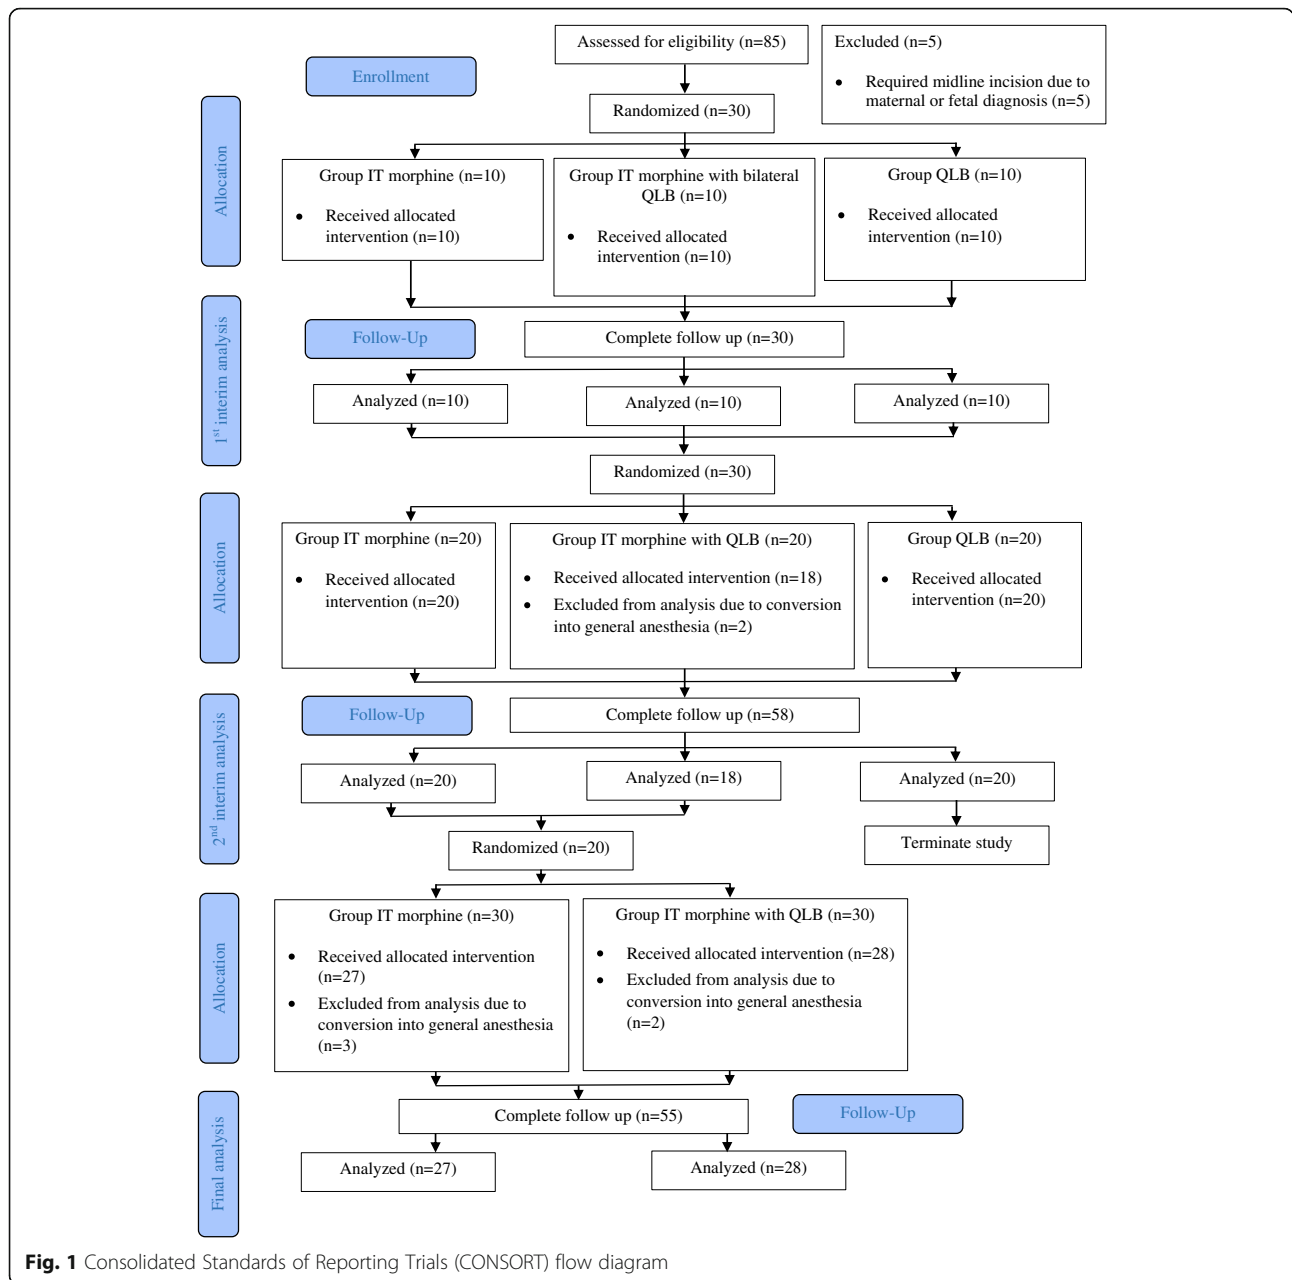 Assessed for eligibility (n=85)
Excluded (n=5)
• Required midline incision due to
maternal or fetal diagnosis (n=5)
Enrollment
Randomized (n=30)
Allocation
Group IT morphine (n=10)
• Received allocated
intervention (n=10)
Group IT morphine with bilateral
QLB (n=10)
• Received allocated
intervention (n=10)
Group QLB (n=10)
• Received allocated
intervention (n=10)
1st interim analysis
Follow-Up
Complete follow up (n=30)
Analyzed (n=10)
Analyzed (n=10)
Analyzed (n=10)
Randomized (n=30)
Allocation
Group IT morphine (n=20)
• Received allocated
intervention (n=20)
Group IT morphine with QLB (n=20)
• Received allocated intervention (n=18)
• Excluded from analysis due to conversion
into general anesthesia (n=2)
Group QLB (n=20)
• Received allocated
intervention (n=20)
2nd interim analysis
Follow-Up
Complete follow up (n=58)
Analyzed (n=20)
Analyzed (n=18)
Analyzed (n=20)
Terminate study
Randomized (n=20)
Allocation
Group IT morphine (n=30)
• Received allocated intervention
(n=27)
• Excluded from analysis due to
conversion into general anesthesia
(n=3)
Group IT morphine with QLB (n=30)
• Received allocated intervention (n=28)
• Excluded from analysis due to
conversion into general anesthesia
(n=2)
Final analysis
Complete follow up (n=55)
Follow-Up
Analyzed (n=27)
Analyzed (n=28)
Fig. 1 Consolidated Standards of Reporting Trials (CONSORT) flow diagram